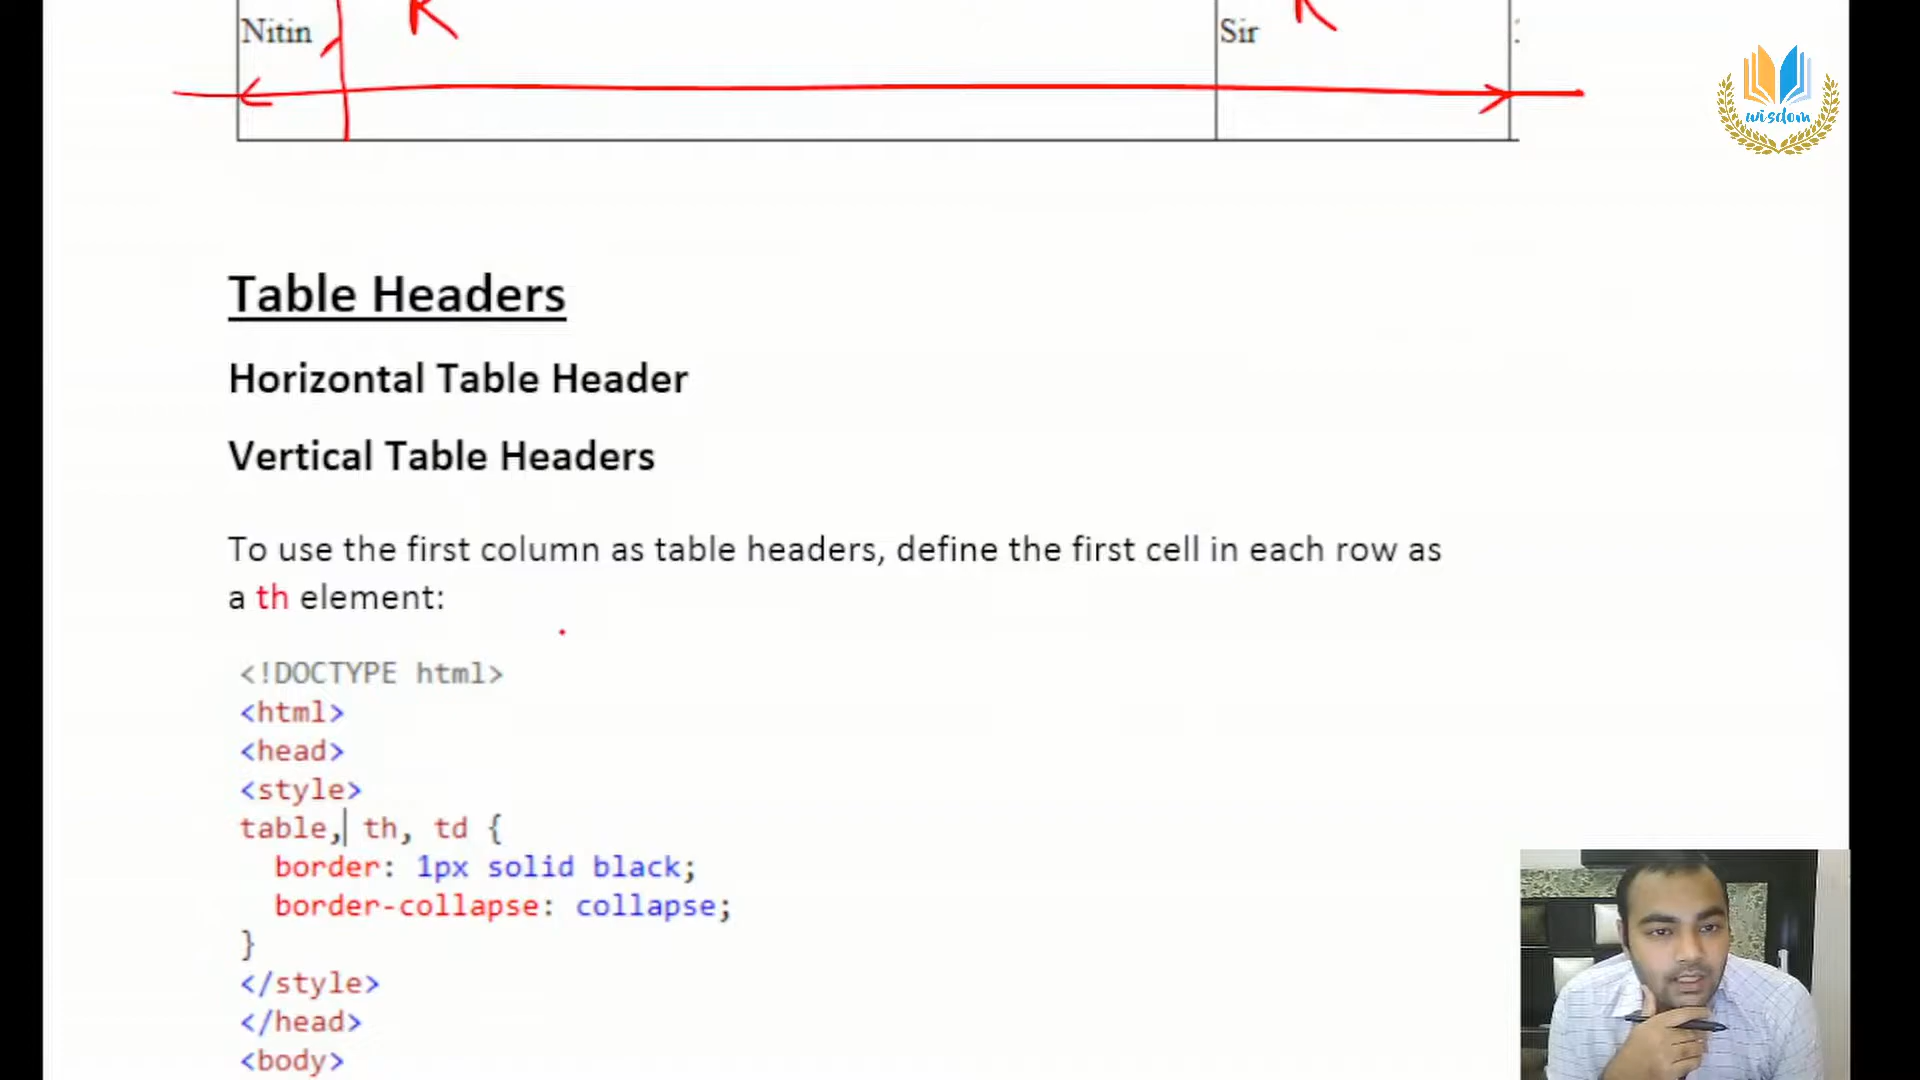 Nitin
Sir
wisdom
Table Headers
Horizontal Table Header
Vertical Table Headers
To use the first column as table headers, define the first cell in each row as
a th element:
<!DOCTYPE html>
<html>
<head>
<style>
table, th, td {
border: 1px solid black;
border-collapse: collapse;
}
</style>
</head>
<body>